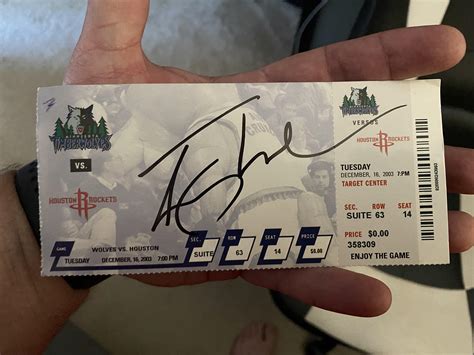 TIMBERWOLVES
VS.
HOUSTON ROCKETS
GAME
WOLVES VS. HOUSTON
TUESDAY DECEMBER, 16, 2003 7:00 PM
SEC. ROW SEAT PRICE
SUITE 63 14 $0.00
VERSUS
HOUSTON ROCKETS
TUESDAY
DECEMBER, 16, 2003 7PM
TARGET CENTER
SEC. ROW SEAT
SUITE 63 14
PRICE $0.00
358309
ENJOY THE GAME